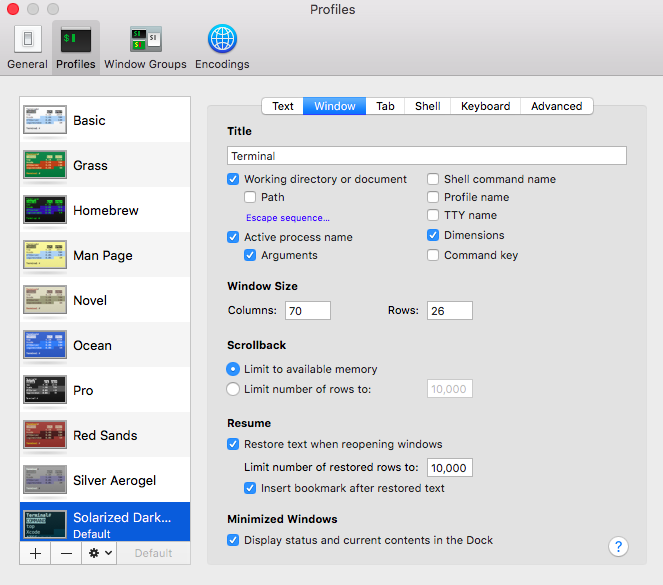 Profiles
General Profiles Window Groups Encodings
Text Window Tab Shell Keyboard Advanced
Basic
Grass
Homebrew
Man Page
Novel
Ocean
Pro
Red Sands
Silver Aerogel
Solarized Dark...
Default
Default
Title
Terminal
Working directory or document
Path
Escape sequence...
Active process name
Arguments
Shell command name
Profile name
TTY name
Dimensions
Command key
Window Size
Columns: 70 Rows: 26
Scrollback
Limit to available memory
Limit number of rows to: 10,000
Resume
Restore text when reopening windows
Limit number of restored rows to: 10,000
Insert bookmark after restored text
Minimized Windows
Display status and current contents in the Dock
?